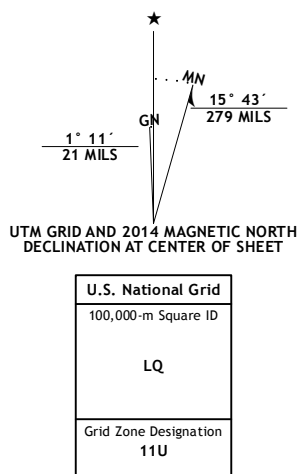 ★
MN
GN
15° 43´
279 MILS
1° 11´
21 MILS
UTM GRID AND 2014 MAGNETIC NORTH
DECLINATION AT CENTER OF SHEET
U.S. National Grid
100,000-m Square ID
LQ
Grid Zone Designation
11U